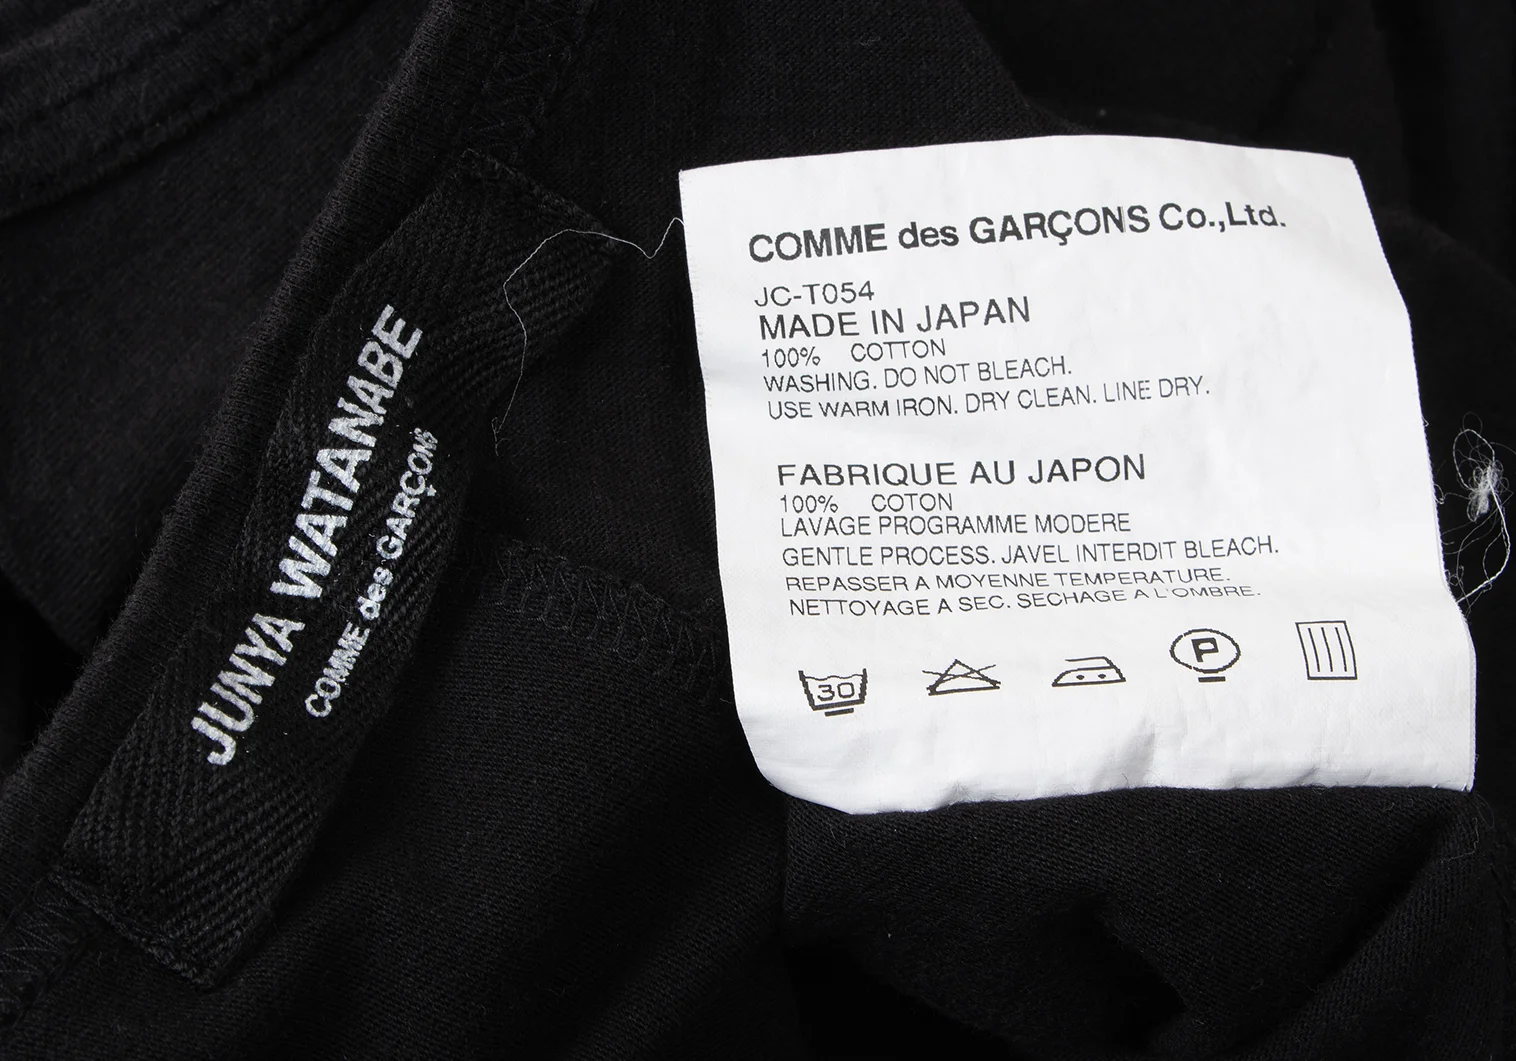 JUNYA WATANABE
COMME des GARÇONS
COMME des GARÇONS Co.,Ltd.
JC-T054
MADE IN JAPAN
100% COTTON
WASHING. DO NOT BLEACH.
USE WARM IRON. DRY CLEAN. LINE DRY.
FABRIQUE AU JAPON
100% COTON
LAVAGE PROGRAMME MODERE
GENTLE PROCESS. JAVEL INTERDIT BLEACH.
REPASSER A MOYENNE TEMPERATURE.
NETTOYAGE A SEC. SECHAGE A L'OMBRE.
30 P